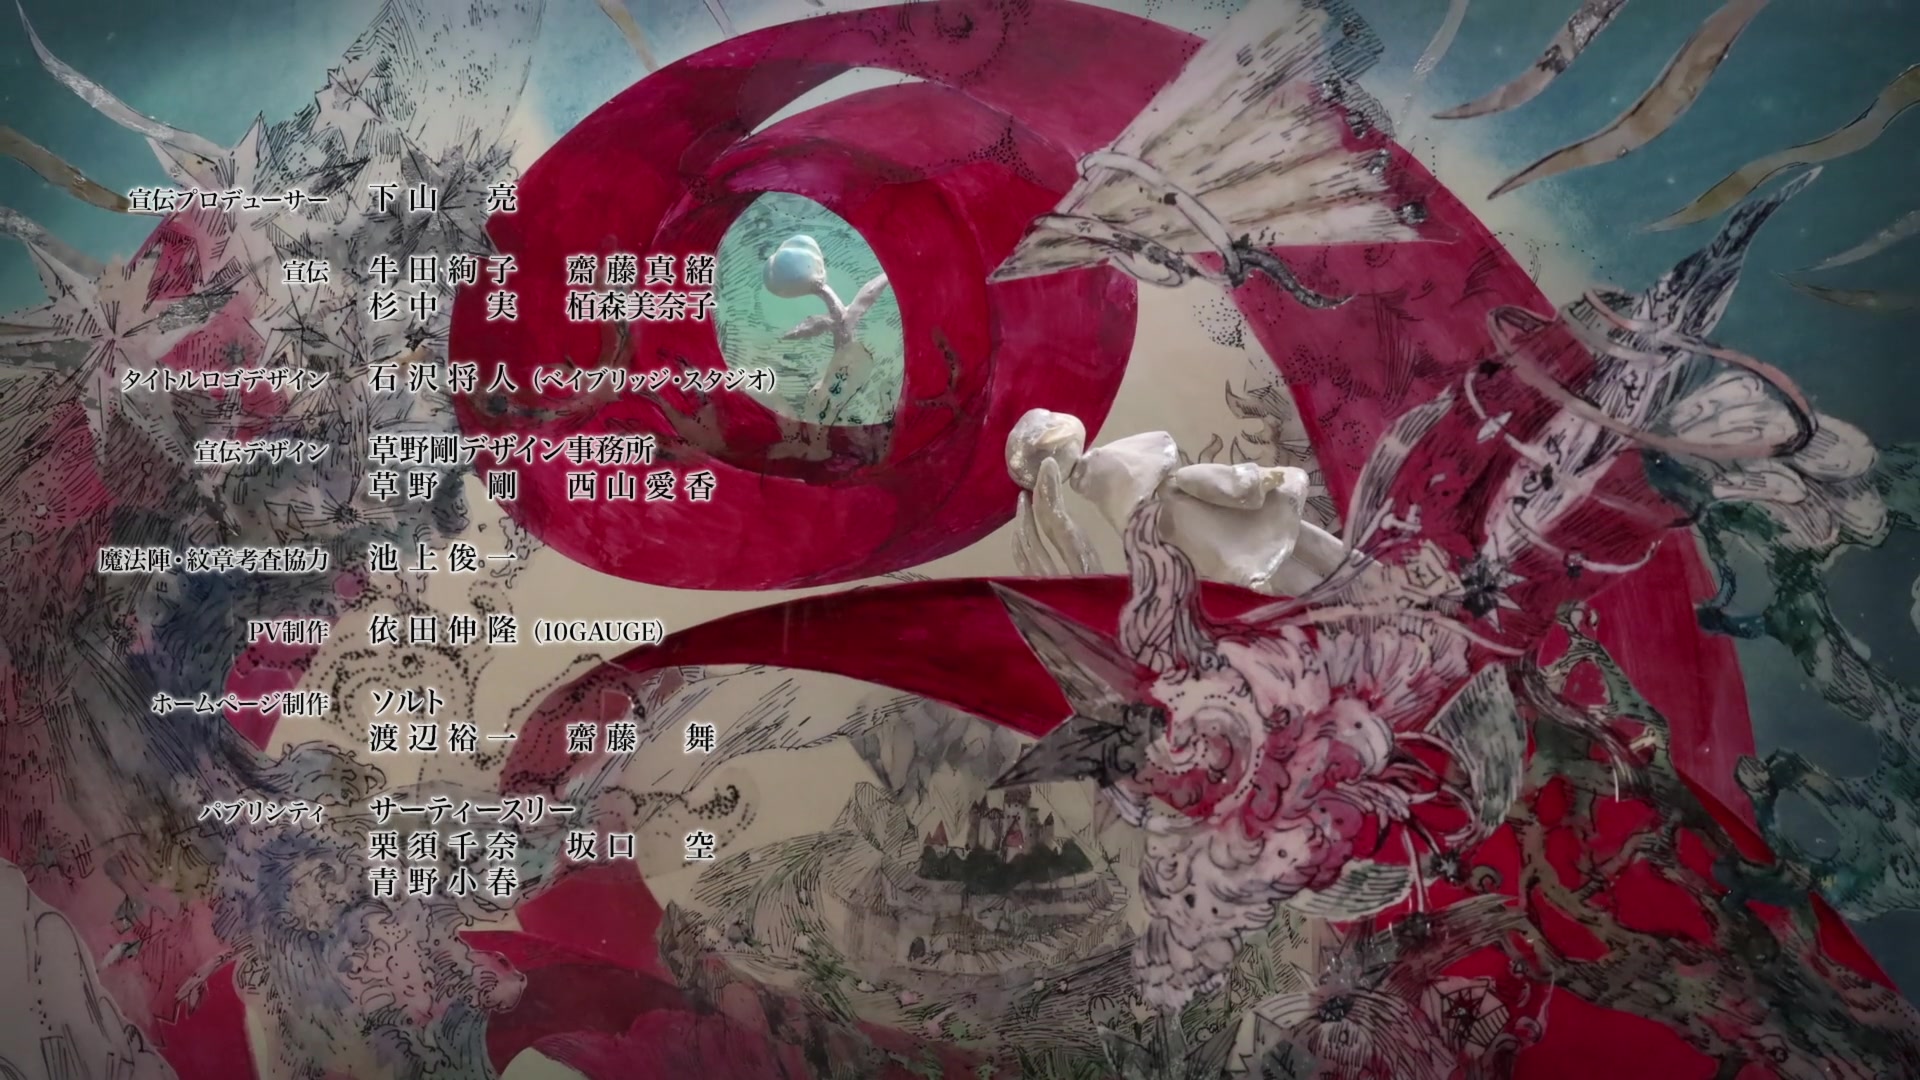 宣伝プロデューサー 下山 亮
宣伝 牛田絢子 齋藤真緒
杉中 実 栢森美奈子
タイトルロゴデザイン 石沢将人（ベイブリッジ・スタジオ）
宣伝デザイン 草野剛デザイン事務所
草野 剛 西山愛香
魔法陣・紋章考査協力 池上俊一
PV制作 依田伸隆（10GAUGE）
ホームページ制作 ソルト
渡辺裕一 齋藤 舞
パブリシティ サーティースリー
栗須千奈 坂口 空
青野小春